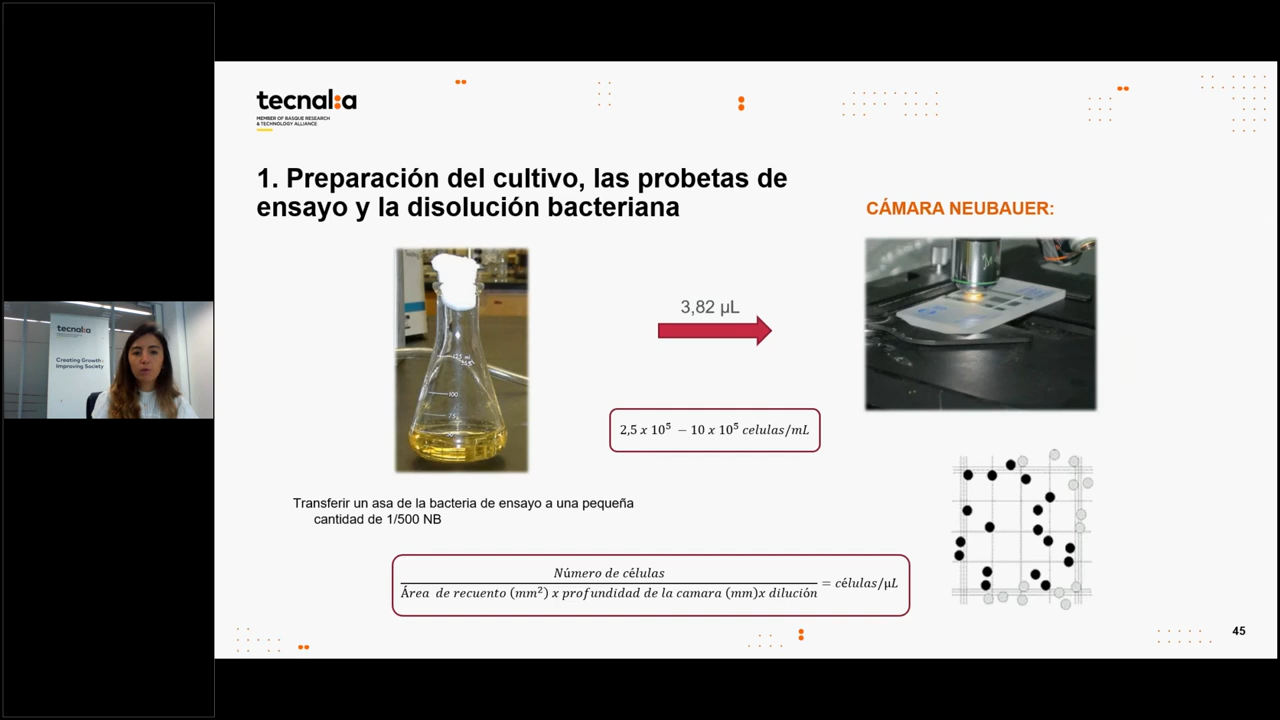 tecnal:a
MEMBER OF BASQUE RESEARCH
& TECHNOLOGY ALLIANCE
1. Preparación del cultivo, las probetas de
ensayo y la disolución bacteriana
CÁMARA NEUBAUER:
3,82 µL
2,5 x 10⁵ − 10 x 10⁵ celulas/mL
Transferir un asa de la bacteria de ensayo a una pequeña
cantidad de 1/500 NB
Número de células
Área de recuento (mm²) x profundidad de la camara (mm)x dilución
= células/µL
45
tecnal:a
Creating Growth
Improving Society
100
75